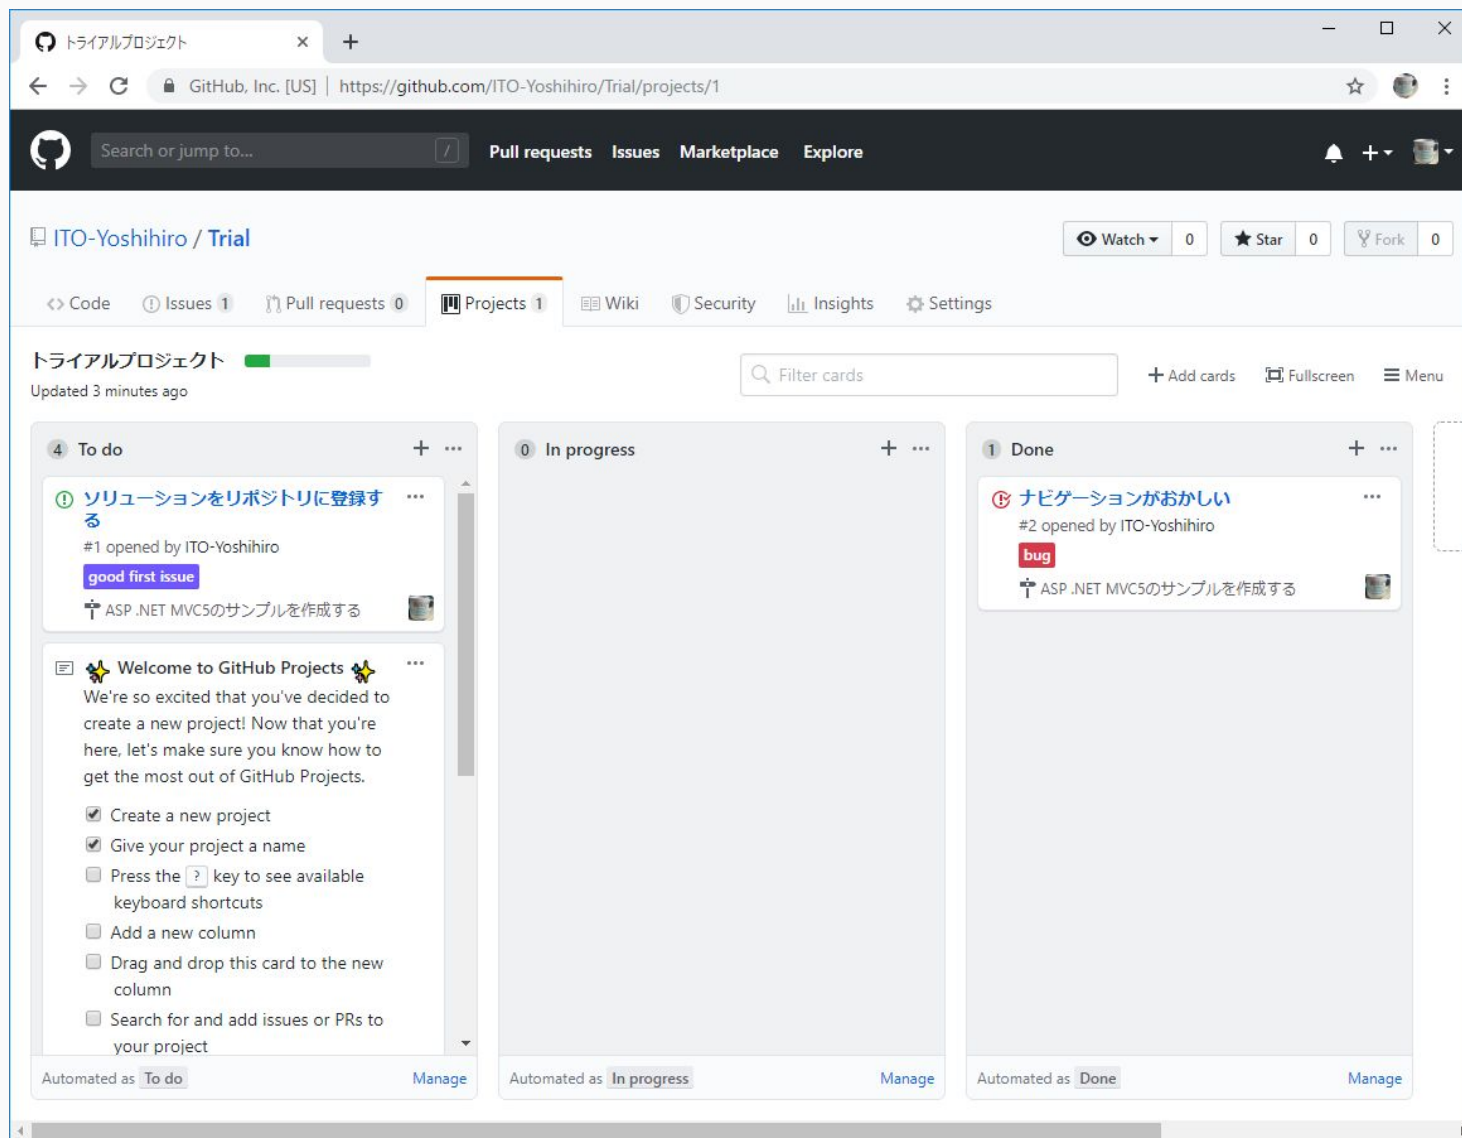 トライアルプロジェクト
GitHub, Inc. [US] | https://github.com/ITO-Yoshihiro/Trial/projects/1
Search or jump to... / Pull requests Issues Marketplace Explore
ITO-Yoshihiro / Trial Watch 0 Star 0 Fork 0
Code Issues 1 Pull requests 0 Projects 1 Wiki Security Insights Settings
トライアルプロジェクト
Updated 3 minutes ago
Filter cards
Add cards Fullscreen Menu
4 To do
ソリューションをリポジトリに登録す
る
#1 opened by ITO-Yoshihiro
good first issue
ASP .NET MVC5のサンプルを作成する
Welcome to GitHub Projects
We're so excited that you've decided to
create a new project! Now that you're
here, let's make sure you know how to
get the most out of GitHub Projects.
Create a new project
Give your project a name
Press the ? key to see available
keyboard shortcuts
Add a new column
Drag and drop this card to the new
column
Search for and add issues or PRs to
your project
Automated as To do Manage
0 In progress
Automated as In progress Manage
1 Done
ナビゲーションがおかしい
#2 opened by ITO-Yoshihiro
bug
ASP .NET MVC5のサンプルを作成する
Automated as Done Manage